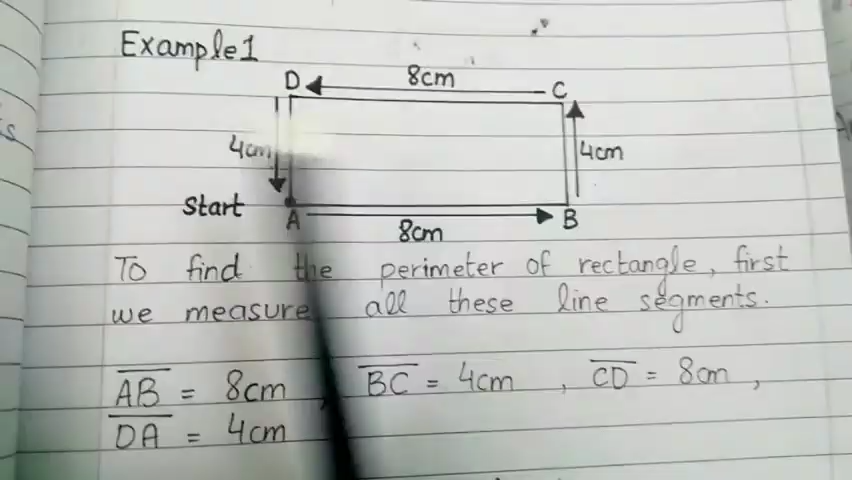 Example 1
D 8cm C
4cm 4cm
Start
A 8cm B
To find the perimeter of rectangle, first
we measure all these line segments.
AB = 8cm , BC = 4cm , CD = 8cm ,
DA = 4cm